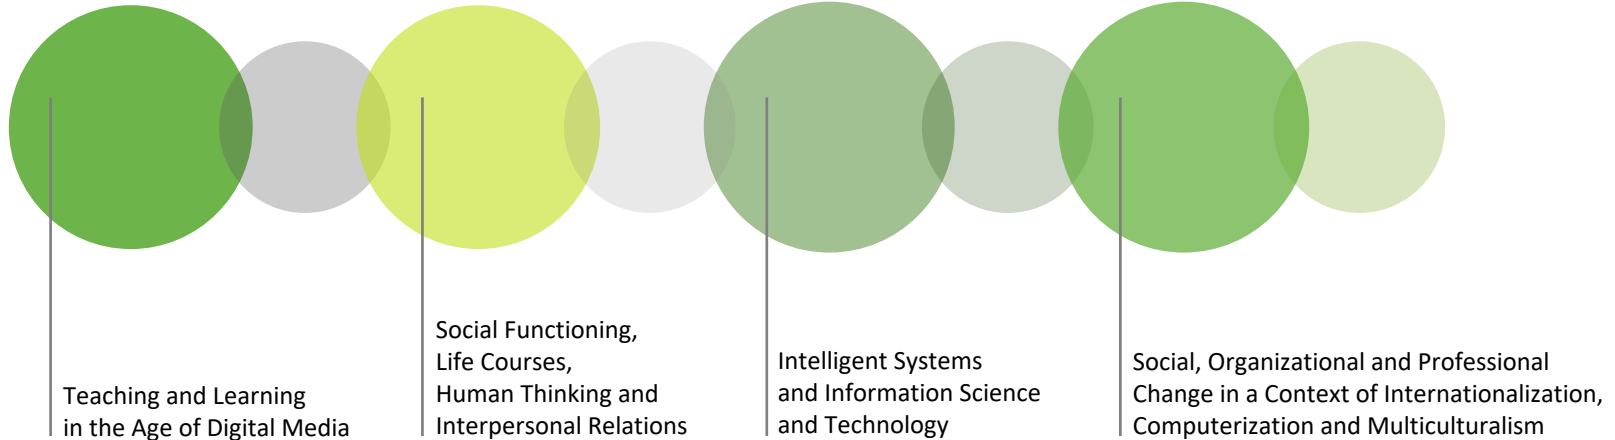 Teaching and Learning
in the Age of Digital Media
Social Functioning,
Life Courses,
Human Thinking and
Interpersonal Relations
Intelligent Systems
and Information Science
and Technology
Social, Organizational and Professional
Change in a Context of Internationalization,
Computerization and Multiculturalism